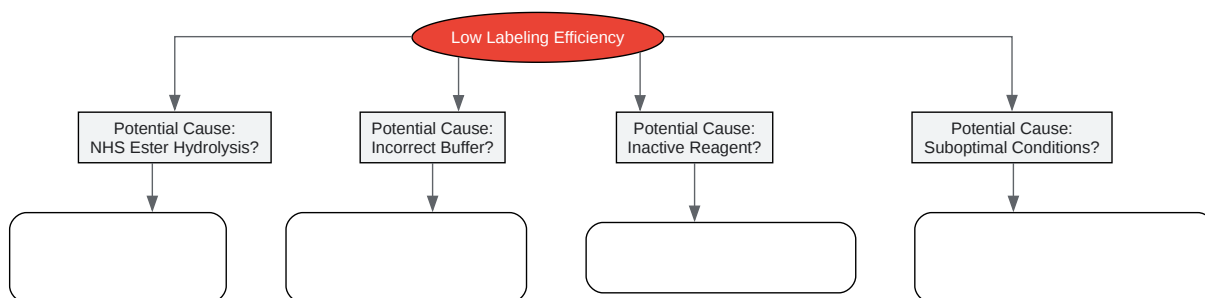 Low Labeling Efficiency
Potential Cause:
NHS Ester Hydrolysis?
Potential Cause:
Incorrect Buffer?
Potential Cause:
Inactive Reagent?
Potential Cause:
Suboptimal Conditions?